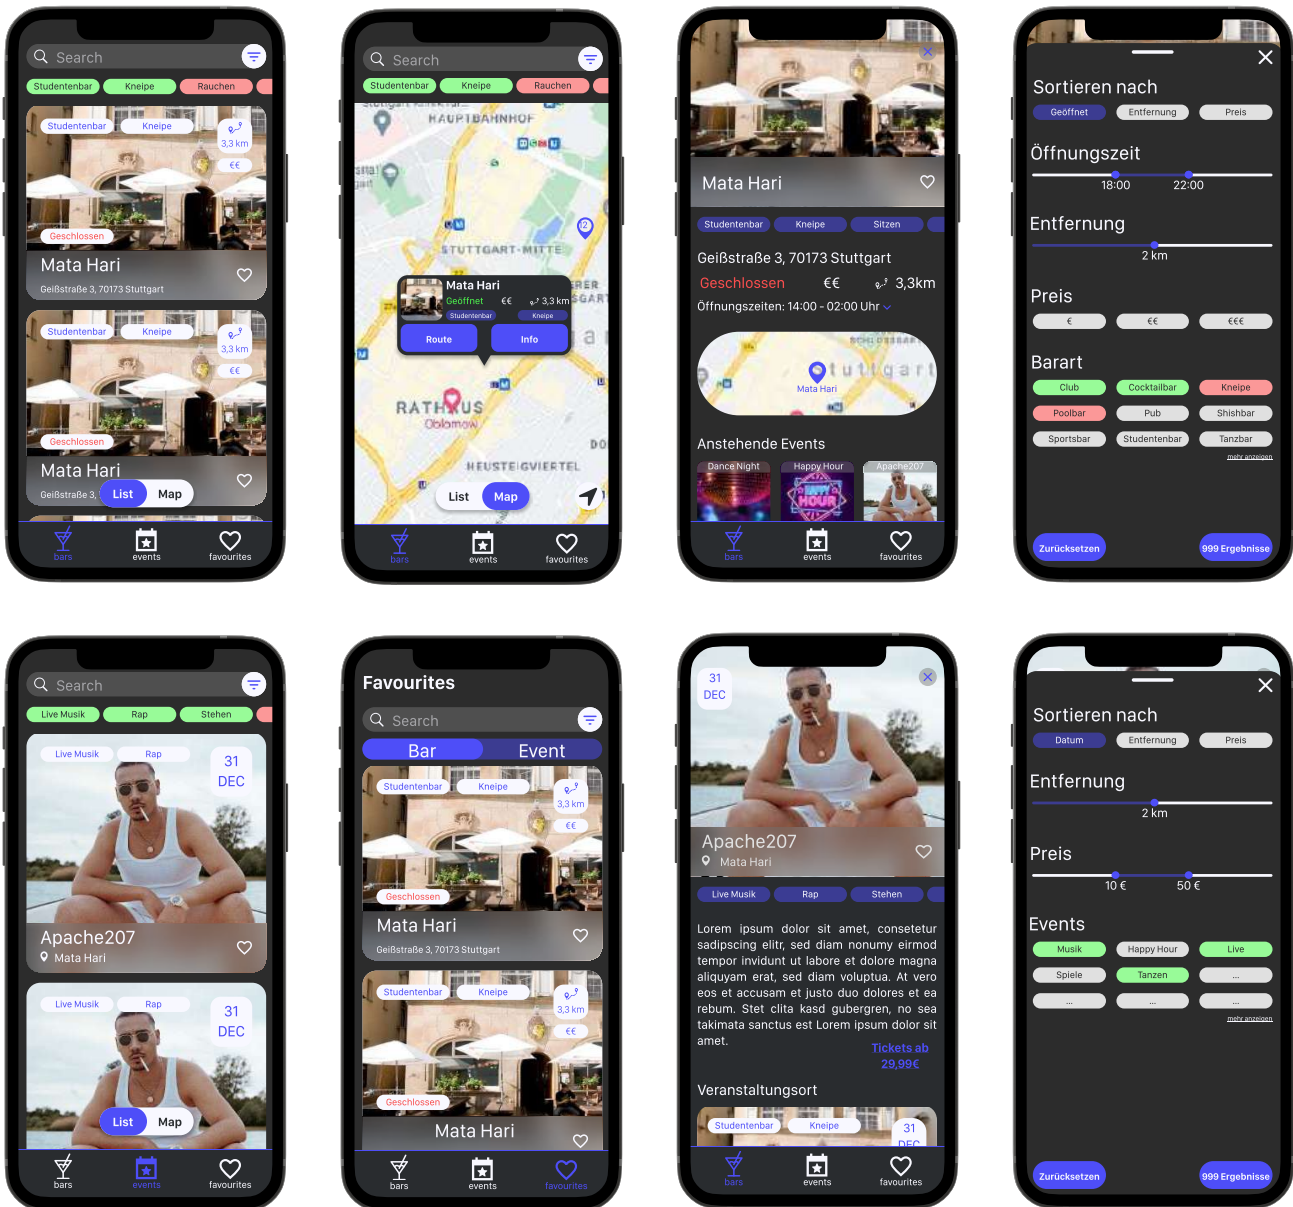 Search
Studentenbar Kneipe Rauchen
Studentenbar Kneipe
3,3 km
€€
Geschlossen
Mata Hari
Geißstraße 3, 70173 Stuttgart
Studentenbar Kneipe
3,3 km
€€
Geschlossen
Mata Hari
Geißstraße 3,
List Map
bars events favourites
Search
Studentenbar Kneipe Rauchen
HAUPTBAHNHOF
12
STUTTGART-MITTE
Mata Hari
Geöffnet €€ 3,3 km
Studentenbar Kneipe
Route Info
RATHAUS
Oblomow
HEUSTEIGVIERTEL
List Map
bars events favourites
Mata Hari
Studentenbar Kneipe Sitzen
Geißstraße 3, 70173 Stuttgart
Geschlossen €€ 3,3km
Öffnungszeiten: 14:00 - 02:00 Uhr
Stuttgart
Mata Hari
Anstehende Events
Dance Night Happy Hour Apache207
HAPPY
HOUR
bars events favourites
Sortieren nach
Geöffnet Entfernung Preis
Öffnungszeit
18:00 22:00
Entfernung
2 km
Preis
€ €€ €€€
Barart
Club Cocktailbar Kneipe
Poolbar Pub Shishbar
Sportsbar Studentenbar Tanzbar
mehr anzeigen
Zurücksetzen 999 Ergebnisse
Search
Live Musik Rap Stehen
Live Musik Rap
31
DEC
Apache207
Mata Hari
Live Musik Rap
31
DEC
List Map
bars events favourites
Favourites
Search
Bar Event
Studentenbar Kneipe
3,3 km
€€
Geschlossen
Mata Hari
Geißstraße 3, 70173 Stuttgart
Studentenbar Kneipe
3,3 km
€€
Geschlossen
Mata Hari
bars events favourites
31
DEC
Apache207
Mata Hari
Live Musik Rap Stehen
Lorem ipsum dolor sit amet, consetetur
sadipscing elitr, sed diam nonumy eirmod
tempor invidunt ut labore et dolore magna
aliquyam erat, sed diam voluptua. At vero
eos et accusam et justo duo dolores et ea
rebum. Stet clita kasd gubergren, no sea
takimata sanctus est Lorem ipsum dolor sit
amet.
Tickets ab
29,99€
Veranstaltungsort
Studentenbar Kneipe
31
DEC
bars events favourites
Sortieren nach
Datum Entfernung Preis
Entfernung
2 km
Preis
10 € 50 €
Events
Musik Happy Hour Live
Spiele Tanzen ...
... ... ...
mehr anzeigen
Zurücksetzen 999 Ergebnisse